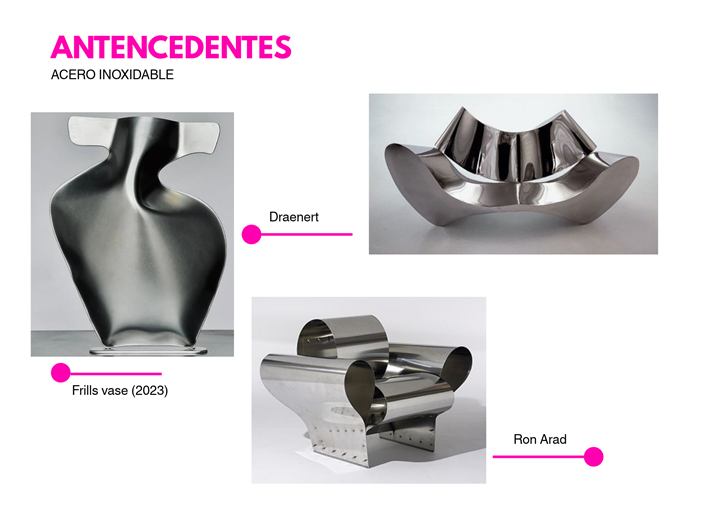 ANTENCEDENTES
ACERO INOXIDABLE
Draenert
Frills vase (2023)
Ron Arad